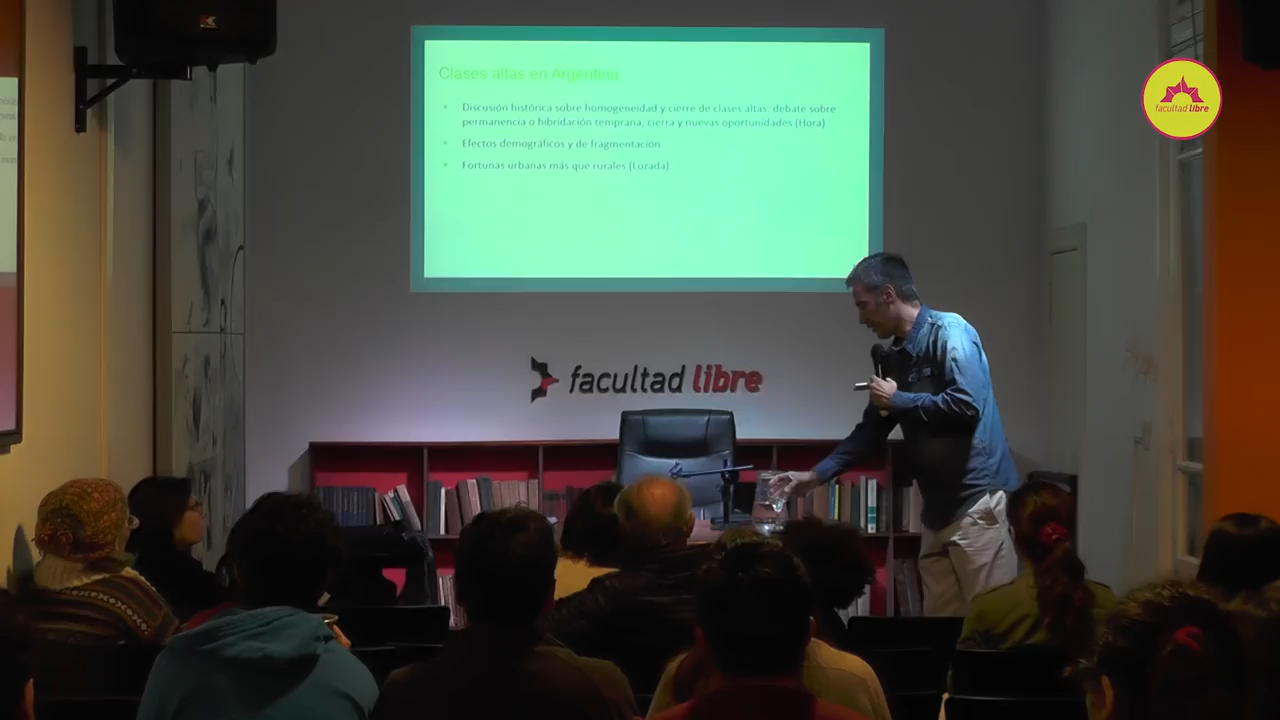 Clases altas en Argentina
• Discusión histórica sobre homogeneidad y cierre de clases altas: debate sobre
permanencia o hibridación temprana, cierra y nuevas oportunidades (Hora)
• Efectos demográficos y de fragmentación
• Fortunas urbanas más que rurales (Lozada)
facultad libre
facultad libre